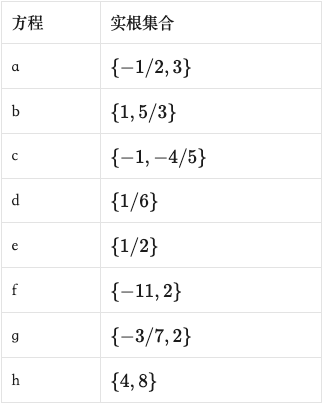 方程 实根集合
a {−1/2, 3}
b {1, 5/3}
c {−1, −4/5}
d {1/6}
e {1/2}
f {−11, 2}
g {−3/7, 2}
h {4, 8}